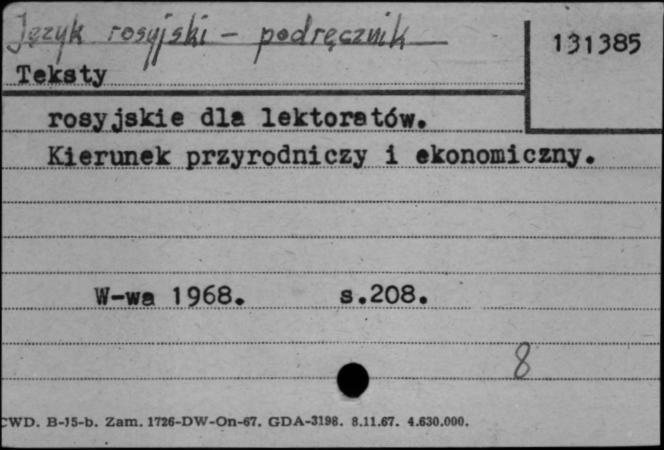 Język rosyjski – podręcznik
131385
Teksty
rosyjskie dla lektoratów.
Kierunek przyrodniczy i ekonomiczny.
W-wa 1968. s.208.
8
CWD. B-15-b. Zam. 1726-DW-On-67. GDA-3198. 8.11.67. 4.630.000.